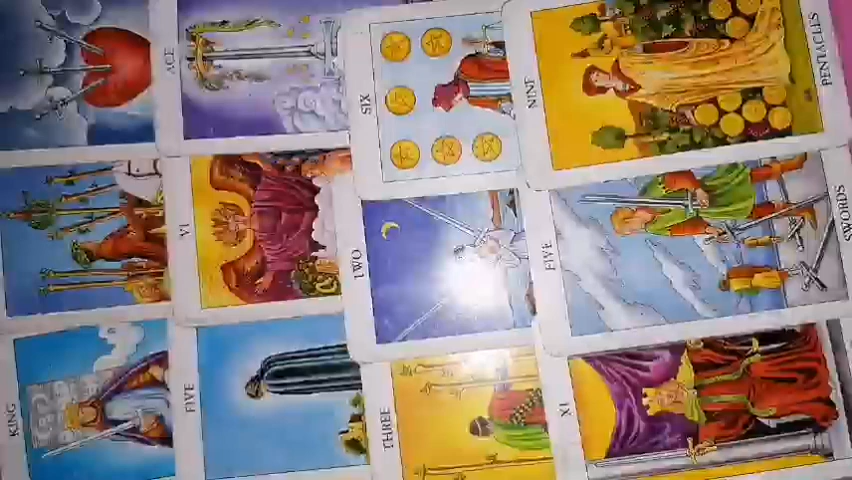 ACE
SIX
NINE
PENTACLES
VI
TWO
FIVE
SWORDS
KING
FIVE
THREE
XI